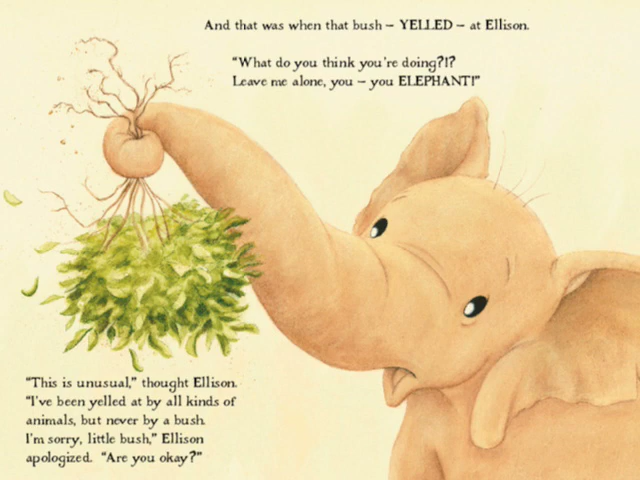 And that was when that bush – YELLED – at Ellison.
"What do you think you're doing?!?
Leave me alone, you – you ELEPHANT!"
"This is unusual," thought Ellison.
"I've been yelled at by all kinds of
animals, but never by a bush.
I'm sorry, little bush," Ellison
apologized. "Are you okay?"